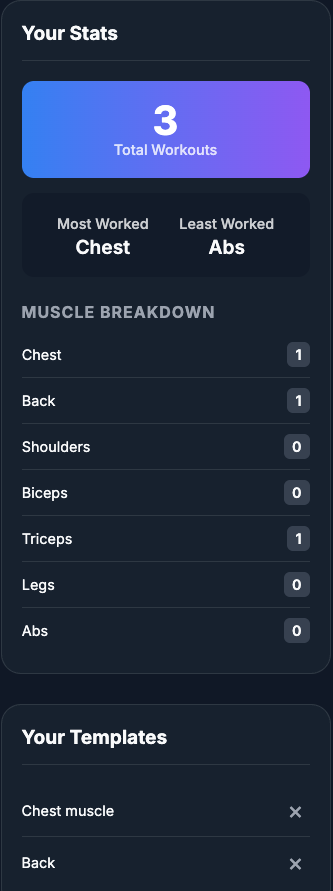 Your Stats
3
Total Workouts
Most Worked Least Worked
Chest Abs
MUSCLE BREAKDOWN
Chest 1
Back 1
Shoulders 0
Biceps 0
Triceps 1
Legs 0
Abs 0
Your Templates
Chest muscle ×
Back ×